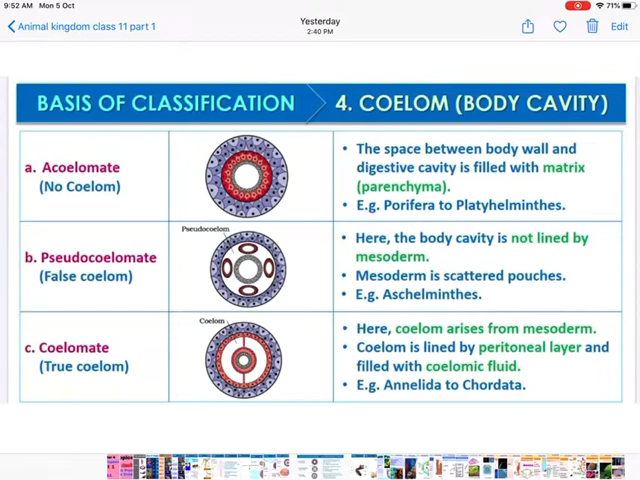 9:52 AM Mon 5 Oct
71%
Animal kingdom class 11 part 1
Yesterday
2:40 PM
Edit
BASIS OF CLASSIFICATION
4. COELOM (BODY CAVITY)
a. Acoelomate
(No Coelom)
• The space between body wall and
digestive cavity is filled with matrix
(parenchyma).
• E.g. Porifera to Platyhelminthes.
b. Pseudocoelomate
(False coelom)
Pseudocoelom
• Here, the body cavity is not lined by
mesoderm.
• Mesoderm is scattered pouches.
• E.g. Aschelminthes.
c. Coelomate
(True coelom)
Coelom
• Here, coelom arises from mesoderm.
• Coelom is lined by peritoneal layer and
filled with coelomic fluid.
• E.g. Annelida to Chordata.